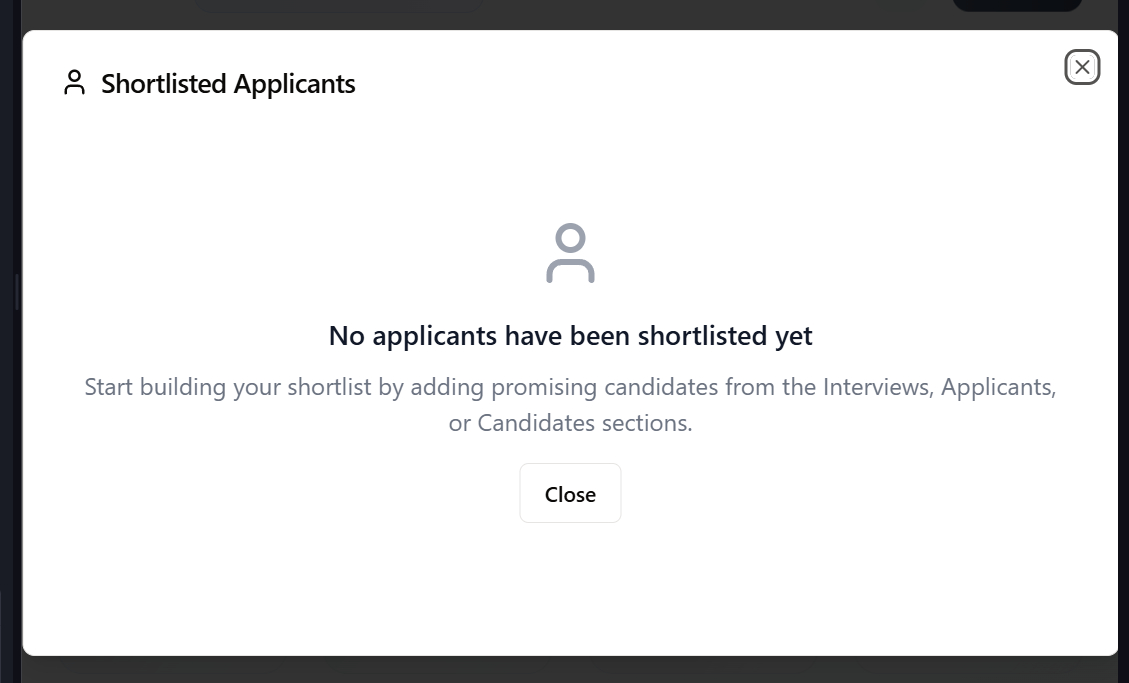 Shortlisted Applicants
No applicants have been shortlisted yet
Start building your shortlist by adding promising candidates from the Interviews, Applicants,
or Candidates sections.
Close